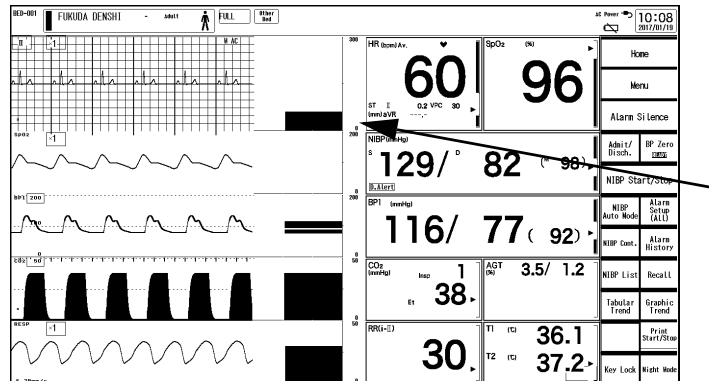 BED-001 FUKUDA DENSHI - Adult FULL Other Bed AC Power 10:08
2017/01/19
II ×1 M AC 300
HR (bpm) Av. ♥ 60
ST II 0.2 VPC 30
(mm) aVR ---.-
SpO2 (%) 96
Home
Menu
Alarm Silence
SPO2 ×1 200
NIBP (mmHg)
S 129/ D 82 (M 98)
D.Alert
Admit/ Disch.
BP Zero
NIBP Start/Stop
BP1 200 200
BP1 (mmHg)
116/ 77 ( 92)
0
NIBP Auto Mode
Alarm Setup (ALL)
NIBP Cont.
Alarm History
CO2 50 50
CO2 (mmHg) Insp 1
Et 38
AGT (%) 3.5/ 1.2
0
NIBP List
Recall
Tabular Trend
Graphic Trend
RESP ×1 50
RR(i-II) 30
T1 (℃) 36.1
T2 (℃) 37.2
Print Start/Stop
Key Lock
Night Mode